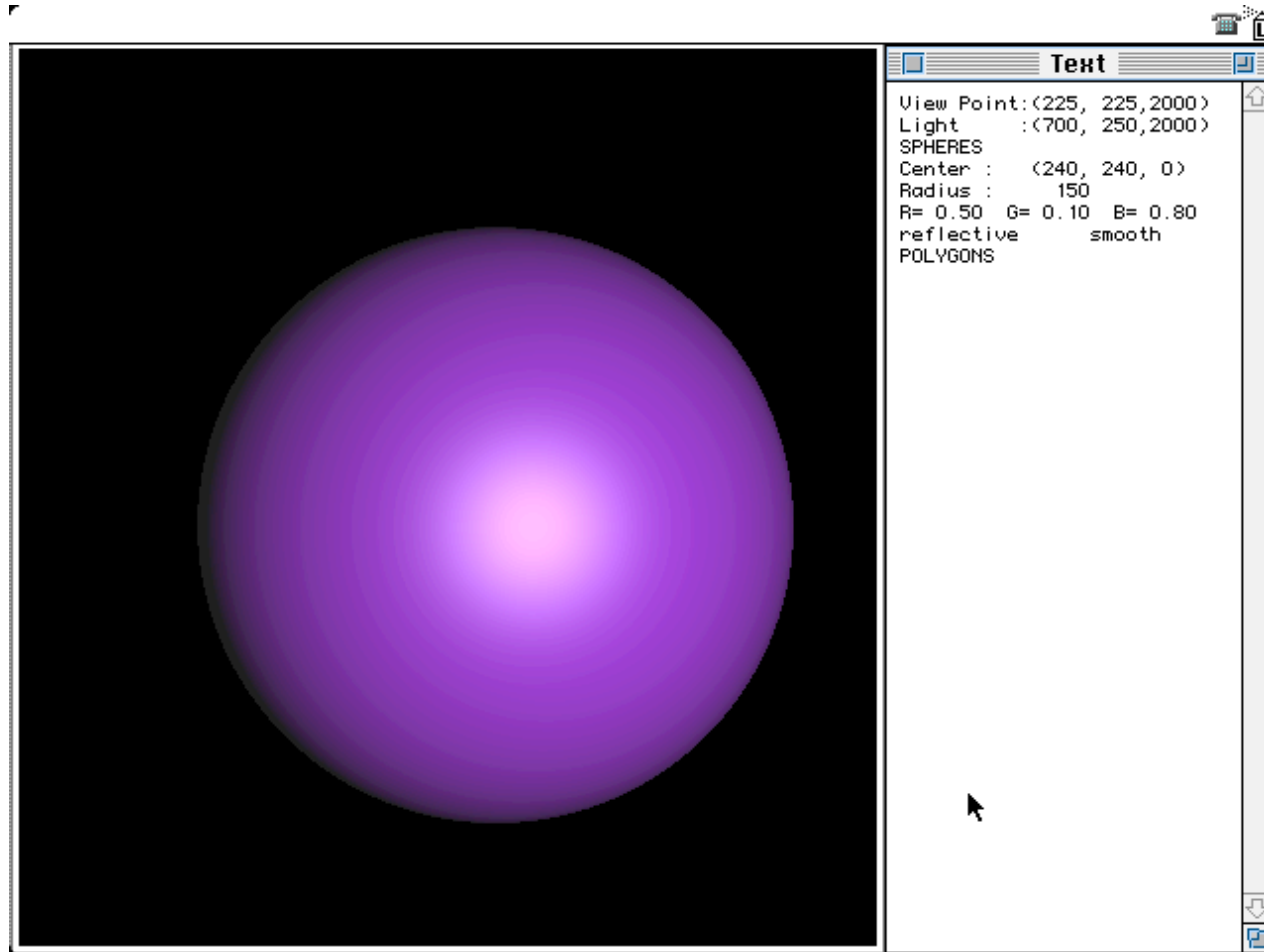 Text
View Point:(225, 225,2000)
Light     :(700, 250,2000)
SPHERES
Center :   (240, 240, 0)
Radius :     150
R= 0.50  G= 0.10  B= 0.80
reflective      smooth
POLYGONS